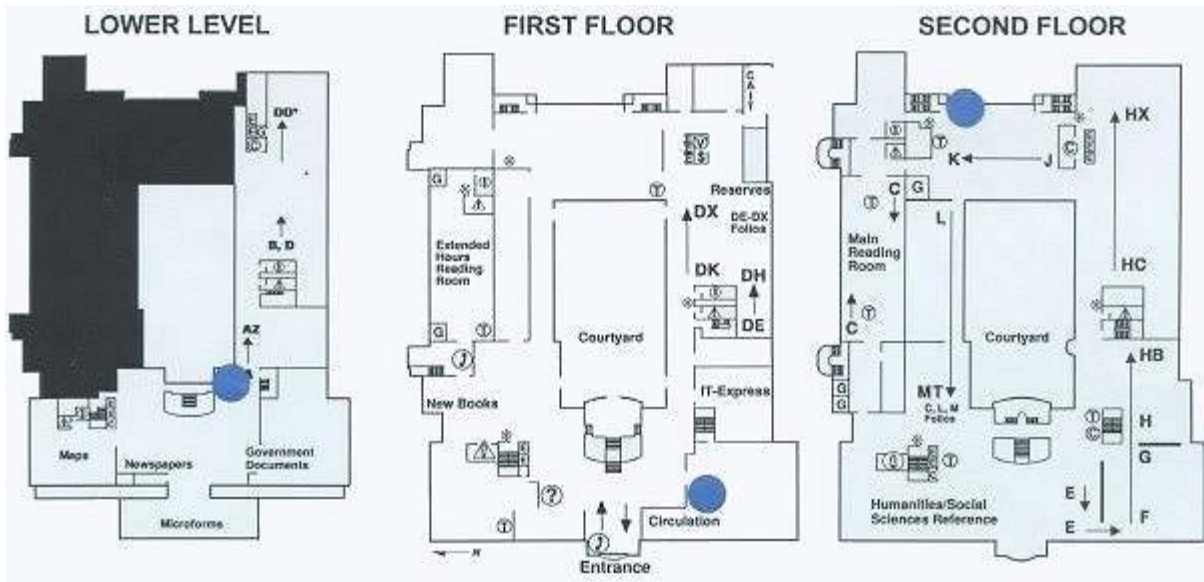 LOWER LEVEL
DD*
G
C
B, D
AZ
Maps
Newspapers
Government
Documents
Microforms
FIRST FLOOR
CAIT
V
$
G
T
Reserves
DX
DE-DX
Folios
Extended
Hours
Reading
Room
DK
DH
DE
G
T
Courtyard
J
New Books
IT-Express
?
T
Circulation
J
Entrance
SECOND FLOOR
HX
T
C
K
J
C
G
T
L
Main
Reading
Room
HC
C
T
Courtyard
HB
G
G
MT
C, L, M
Folios
T
C
H
G
T
Humanities/Social
Sciences Reference
E
E
F